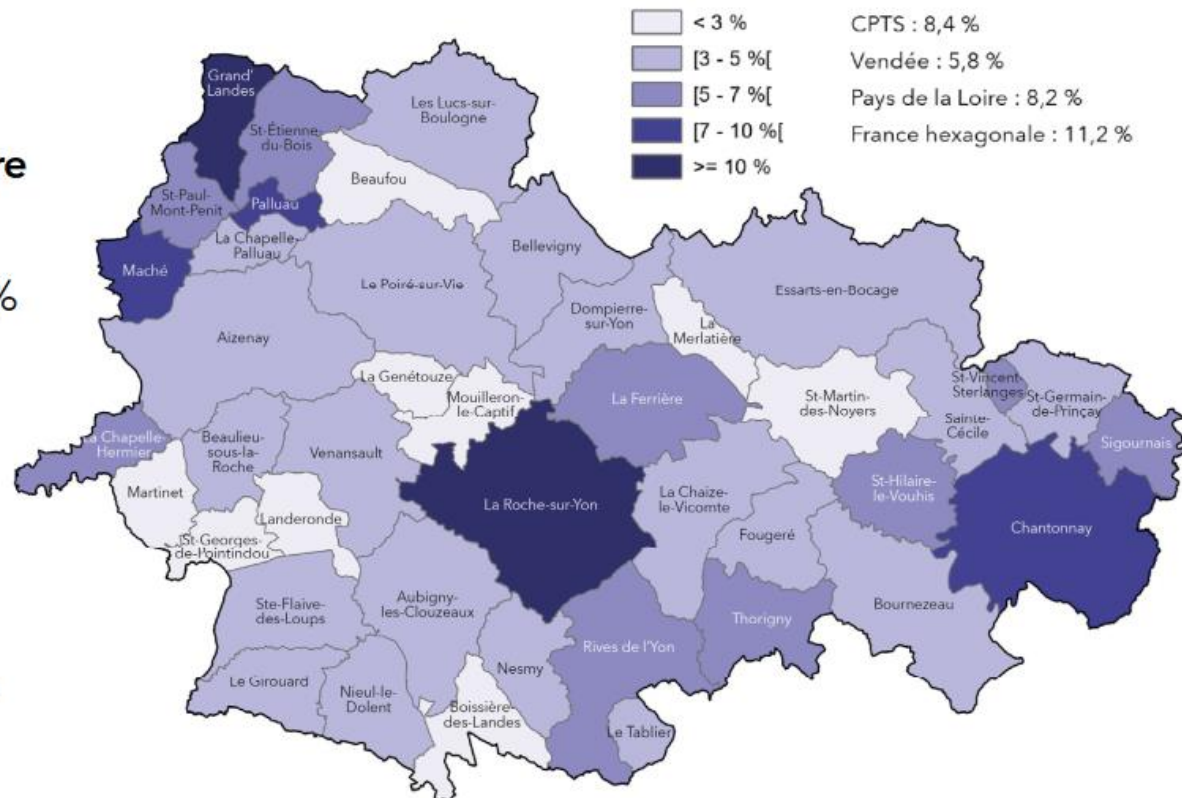 < 3 %
[3 - 5 %[
[5 - 7 %[
[7 - 10 %[
>= 10 %
CPTS : 8,4 %
Vendée : 5,8 %
Pays de la Loire : 8,2 %
France hexagonale : 11,2 %
re
%
Grand'
Landes
Les Lucs-sur-
Boulogne
St-Étienne-
du-Bois
Beaufou
St-Paul-
Mont-Penit
Palluau
La Chapelle-
Palluau
Bellevigny
Maché
Le Poiré-sur-Vie
Essarts-en-Bocage
Dompierre-
sur-Yon
La
Merlatière
Aizenay
La Genétouze
Mouilleron-
le-Captif
La Ferrière
St-Martin-
des-Noyers
St-Vincent-
Sterlanges
St-Germain-
de-Prinçay
Sainte-
Cécile
Sigournais
La Chapelle-
Hermier
Beaulieu-
sous-la-
Roche
Venansault
Martinet
Landeronde
La Roche-sur-Yon
La Chaize-
le-Vicomte
St-Hilaire-
le-Vouhis
Chantonnay
St-Georges-
de-Pointindou
Fougeré
Ste-Flaive-
des-Loups
Aubigny-
les-Clouzeaux
Bournezeau
Thorigny
Rives de l'Yon
Nesmy
Le Girouard
Nieul-le-
Dolent
Boissière-
des-Landes
Le Tablier